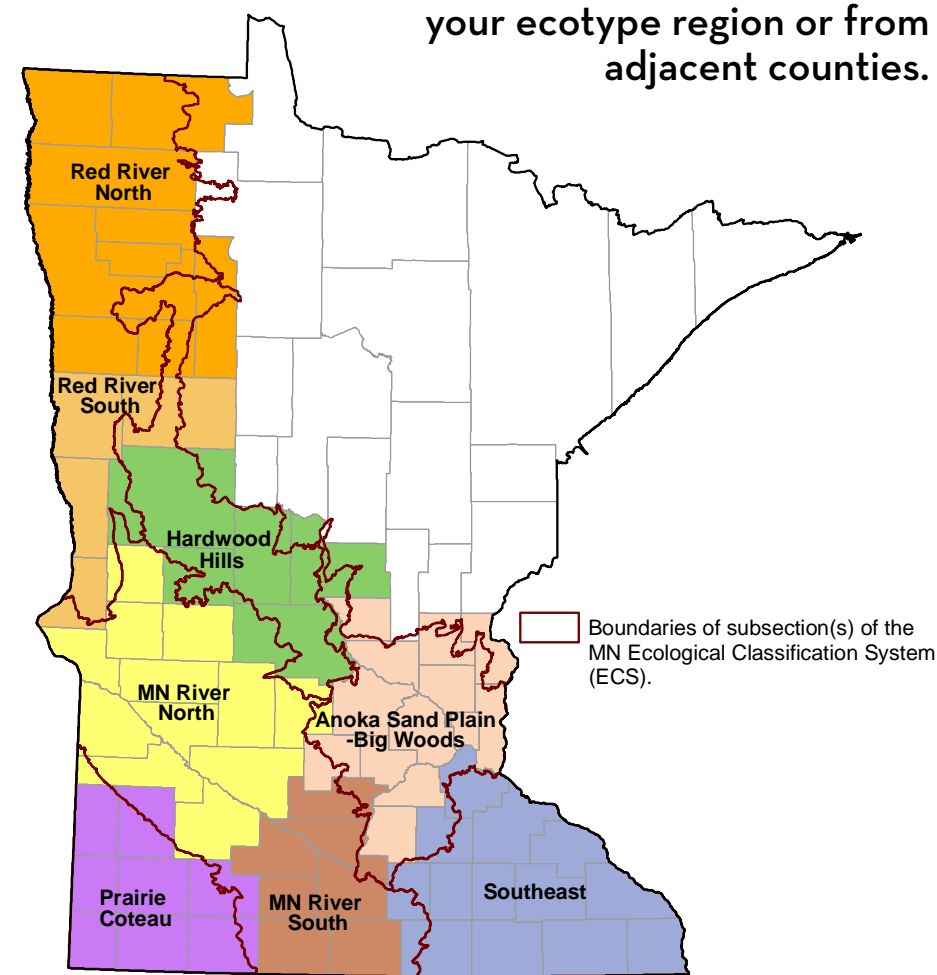 your ecotype region or from
adjacent counties.
Red River
North
Red River
South
Hardwood
Hills
Boundaries of subsection(s) of the
MN Ecological Classification System
(ECS).
MN River
North
Anoka Sand Plain
-Big Woods
Prairie
Coteau
MN River
South
Southeast